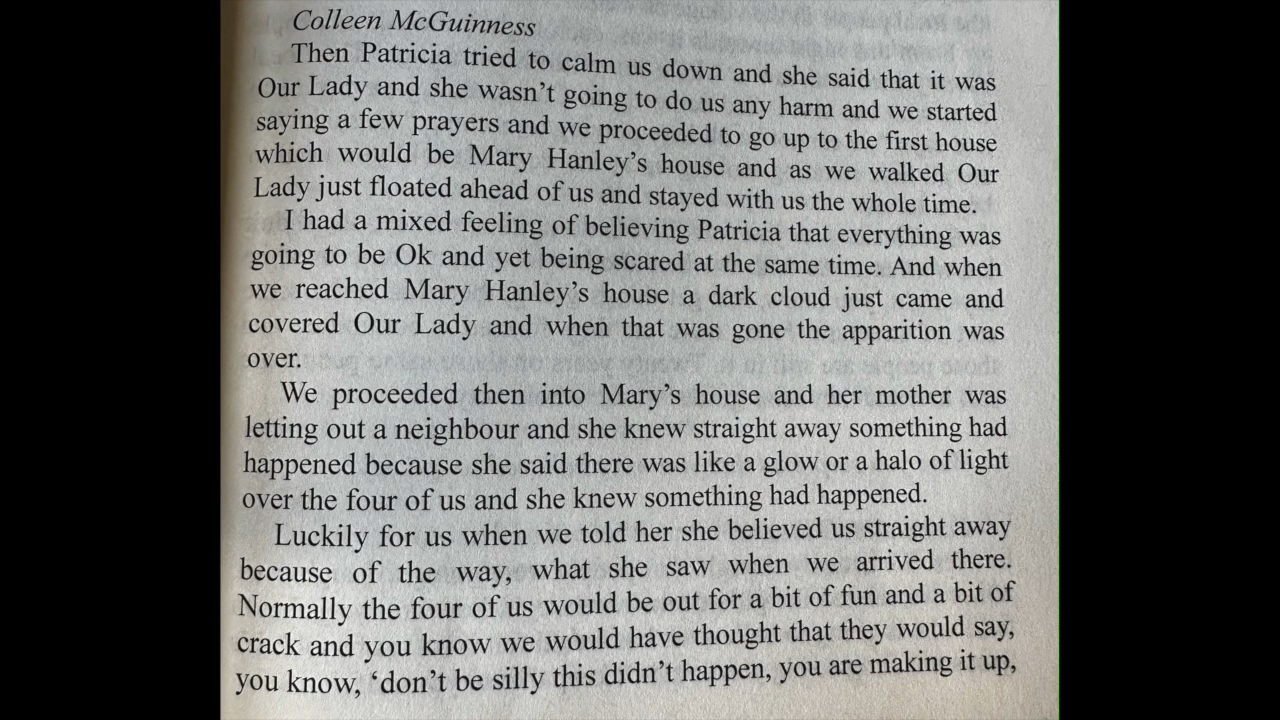 Colleen McGuinness
Then Patricia tried to calm us down and she said that it was
Our Lady and she wasn't going to do us any harm and we started
saying a few prayers and we proceeded to go up to the first house
which would be Mary Hanley's house and as we walked Our
Lady just floated ahead of us and stayed with us the whole time.
I had a mixed feeling of believing Patricia that everything was
going to be Ok and yet being scared at the same time. And when
we reached Mary Hanley's house a dark cloud just came and
covered Our Lady and when that was gone the apparition was
over.
We proceeded then into Mary's house and her mother was
letting out a neighbour and she knew straight away something had
happened because she said there was like a glow or a halo of light
over the four of us and she knew something had happened.
Luckily for us when we told her she believed us straight away
because of the way, what she saw when we arrived there.
Normally the four of us would be out for a bit of fun and a bit of
crack and you know we would have thought that they would say,
you know, ‘don't be silly this didn't happen, you are making it up,